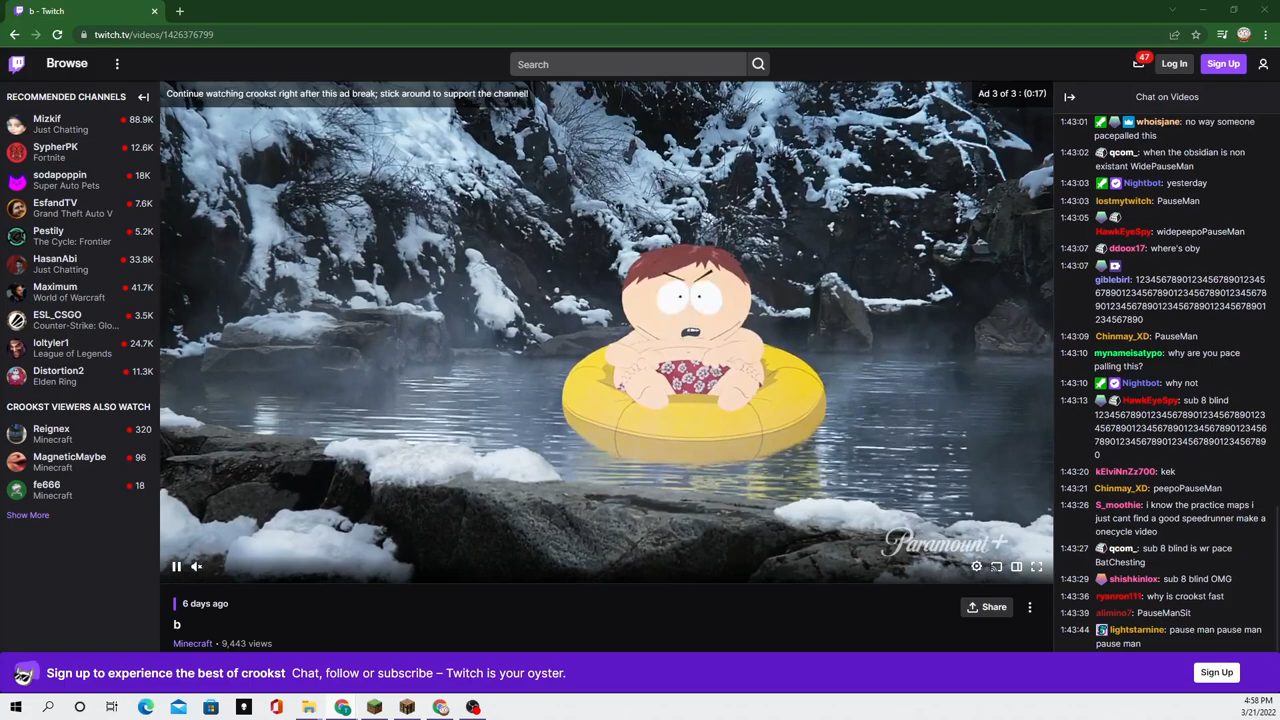 b - Twitch
twitch.tv/videos/1426376799
Browse
Search
47
Log In
Sign Up
RECOMMENDED CHANNELS
Mizkif
88.9K
Just Chatting
SypherPK
12.6K
Fortnite
sodapoppin
18K
Super Auto Pets
EsfandTV
7.6K
Grand Theft Auto V
Pestily
5.2K
The Cycle: Frontier
HasanAbi
33.8K
Just Chatting
Maximum
41.7K
World of Warcraft
ESL_CSGO
3.5K
Counter-Strike: Glo...
loltyler1
24.7K
League of Legends
Distortion2
11.3K
Elden Ring
CROOKST VIEWERS ALSO WATCH
Reignex
320
Minecraft
MagneticMaybe
96
Minecraft
fe666
18
Minecraft
Show More
Continue watching crookst right after this ad break; stick around to support the channel!
Ad 3 of 3 : (0:17)
Paramount+
6 days ago
Share
b
Minecraft • 9,443 views
Chat on Videos
1:43:01 whoisjane: no way someone
pacepalled this
1:43:02 qcom_: when the obsidian is non
existant WidePauseMan
1:43:03 Nightbot: yesterday
1:43:03 lostmytwitch: PauseMan
1:43:05
HawkEyeSpy: widepeepoPauseMan
1:43:07 ddoox17: where's oby
1:43:07
giblebirl: 1234567890123456789012345
67890123456789012345678901234567
89012345678901234567890123456789
01234567890
1:43:09 Chinmay_XD: PauseMan
1:43:10 mynameisatypo: why are you pace
palling this?
1:43:10 Nightbot: why not
1:43:13 HawkEyeSpy: sub 8 blind
12345678901234567890123456789012
34567890123456789012345678901234
56789012345678901234567890123456789
0
1:43:20 kElviNnZz700: kek
1:43:21 Chinmay_XD: peepoPauseMan
1:43:26 S_moothie: i know the practice maps i
just cant find a good speedrunner make a
onecycle video
1:43:27 qcom_: sub 8 blind is wr pace
BatChesting
1:43:29 shishkinlox: sub 8 blind OMG
1:43:36 ryanron111: why is crookst fast
1:43:39 alimino7: PauseManSit
1:43:44 lightstarnine: pause man pause man
pause man
Sign up to experience the best of crookst Chat, follow or subscribe – Twitch is your oyster.
Sign Up
4:58 PM
3/21/2022